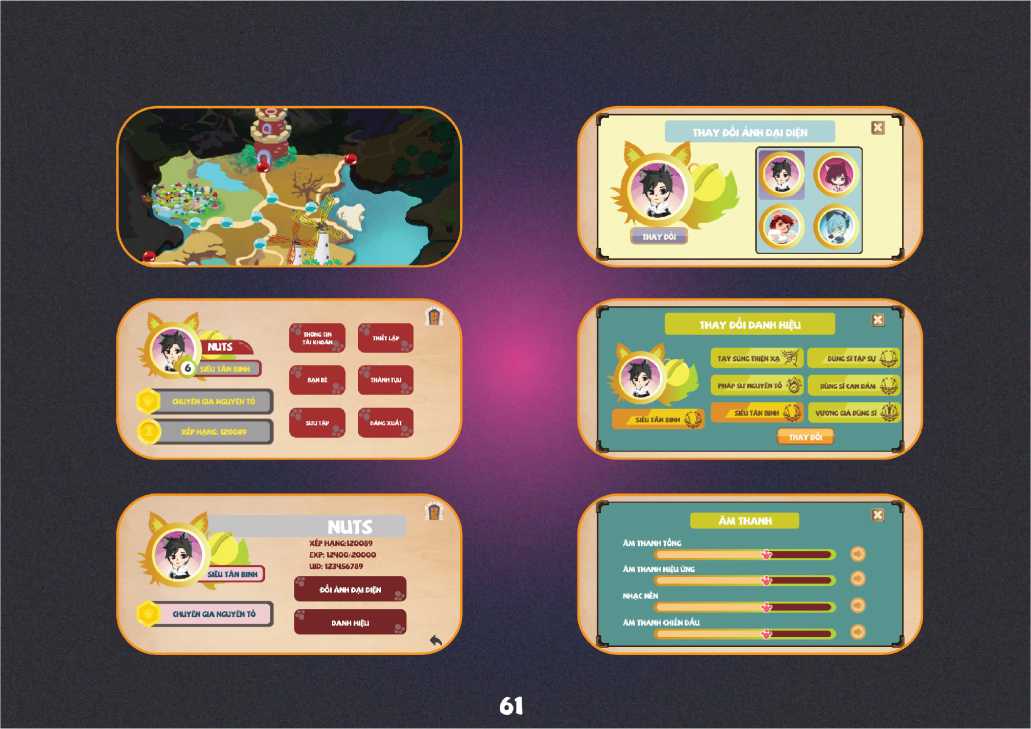 THAY ĐỔI ẢNH ĐẠI DIỆN
THAY ĐỔI
NUTS
6
SIÊU TÂN BINH
CHUYÊN GIA NGUYÊN TỐ
XẾP HẠNG: 120089
THÔNG TIN
TÀI KHOẢN
THIẾT LẬP
BẠN BÈ
THÀNH TỰU
SƯU TẬP
ĐĂNG XUẤT
THAY ĐỔI DANH HIỆU
TAY SÚNG THIỆN XẠ
DŨNG SĨ TẬP SỰ
PHÁP SƯ NGUYÊN TỐ
DŨNG SĨ CAN ĐẢM
SIÊU TÂN BINH
SIÊU TÂN BINH
VƯƠNG GIẢ DŨNG SĨ
THAY ĐỔI
NUTS
XẾP HẠNG:120089
EXP: 12400/20000
UID: 123456789
SIÊU TÂN BINH
CHUYÊN GIA NGUYÊN TỐ
ĐỔI ẢNH ĐẠI DIỆN
DANH HIỆU
ÂM THANH
ÂM THANH TỔNG
ÂM THANH HIỆU ỨNG
NHẠC NỀN
ÂM THANH CHIẾN ĐẤU
61